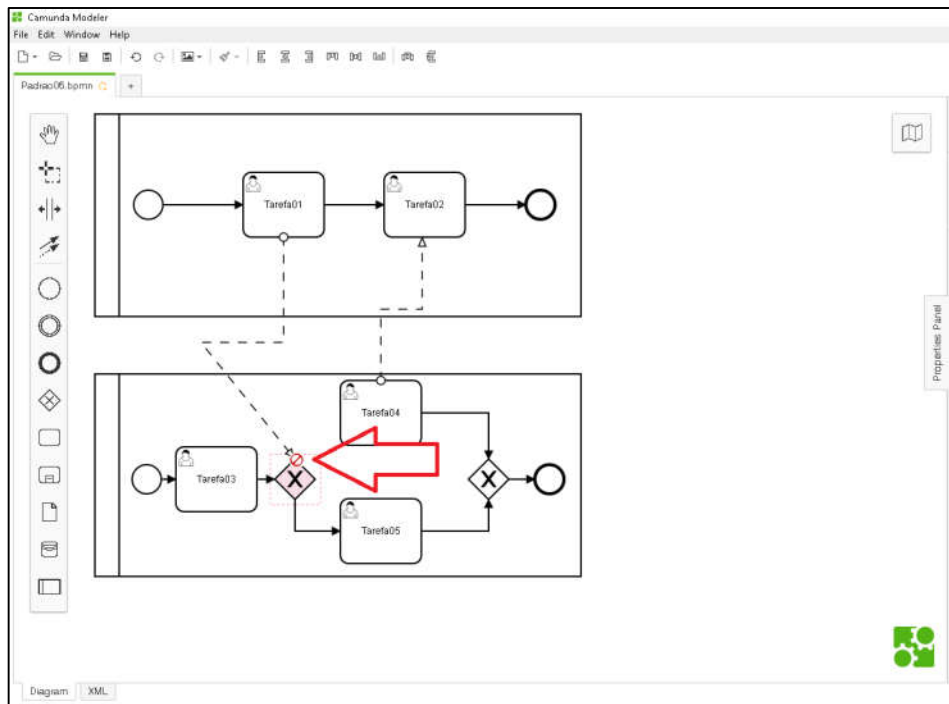 Camunda Modeler
File Edit Window Help
Padrao06.bpmn
+
Tarefa01
Tarefa02
Properties Panel
Tarefa04
Tarefa03
Tarefa05
Diagram XML